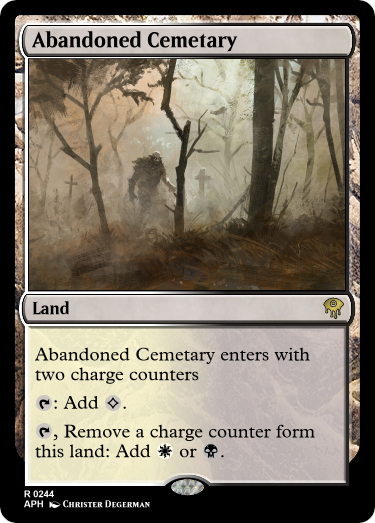 Abandoned Cemetary
Land
Abandoned Cemetary enters with
two charge counters
: Add .
, Remove a charge counter form
this land: Add or .
R 0244
APH CHRISTER DEGERMAN